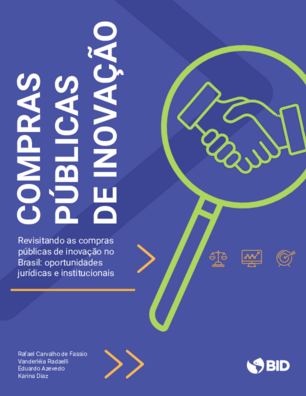 COMPRAS
PÚBLICAS
DE INOVAÇÃO
Revisitando as compras
públicas de inovação no
Brasil: oportunidades
jurídicas e institucionais
Rafael Carvalho de Fassio
Vanderléia Radaelli
Eduardo Azevedo
Karina Díaz
BID